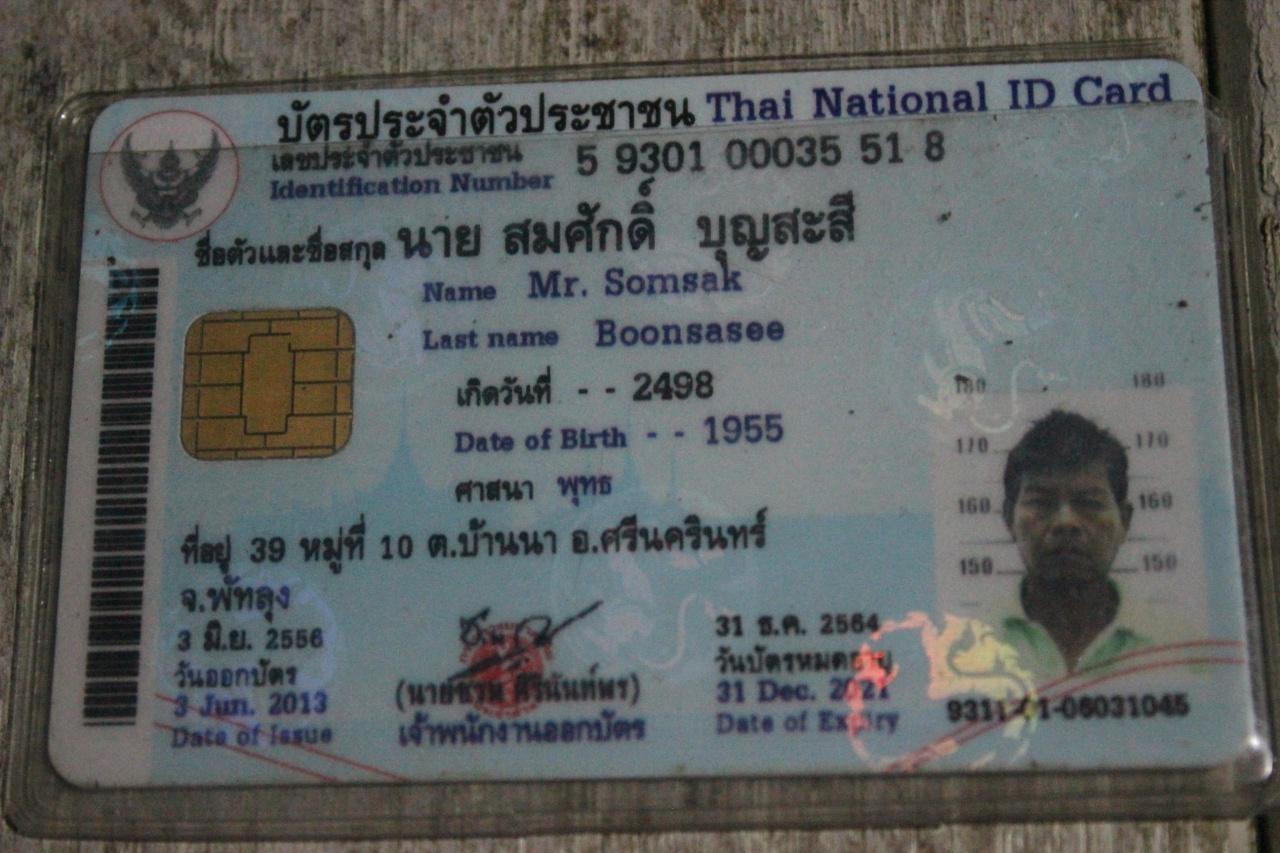 บัตรประจำตัวประชาชน Thai National ID Card
เลขประจำตัวประชาชน 5 9301 00035 51 8
Identification Number
ชื่อตัวและชื่อสกุล นาย สมศักดิ์ บุญสะสี
Name Mr. Somsak
Last name Boonsasee
เกิดวันที่ - - 2498
Date of Birth - - 1955
ศาสนา พุทธ
ที่อยู่ 39 หมู่ที่ 10 ต.บ้านนา อ.ศรีนครินทร์
จ.พัทลุง
3 มิ.ย. 2556
วันออกบัตร
3 Jun. 2013
Date of Issue
เจ้าพนักงานออกบัตร
31 ธ.ค. 2564
วันบัตรหมดอายุ
31 Dec. 2021
Date of Expiry
180 180
170 170
160 160
150 150
9311-01-06031045